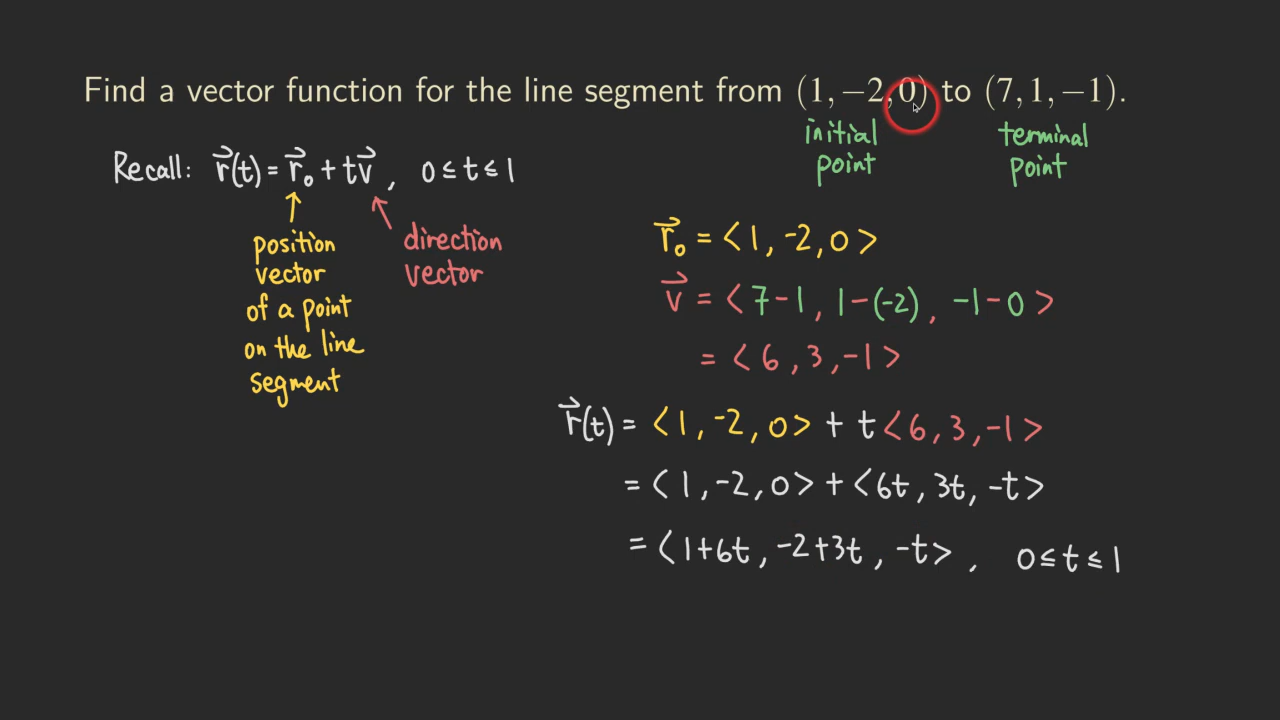 Find a vector function for the line segment from (1, −2, 0) to (7, 1, −1).
initial point
terminal point
Recall: r⃗(t) = r⃗₀ + tv⃗, 0 ≤ t ≤ 1
position
vector
of a point
on the line
segment
direction
vector
r⃗₀ = <1, -2, 0>
v⃗ = <7-1, 1-(-2), -1-0>
= <6, 3, -1>
r⃗(t) = <1, -2, 0> + t<6, 3, -1>
= <1, -2, 0> + <6t, 3t, -t>
= <1+6t, -2+3t, -t>, 0 ≤ t ≤ 1